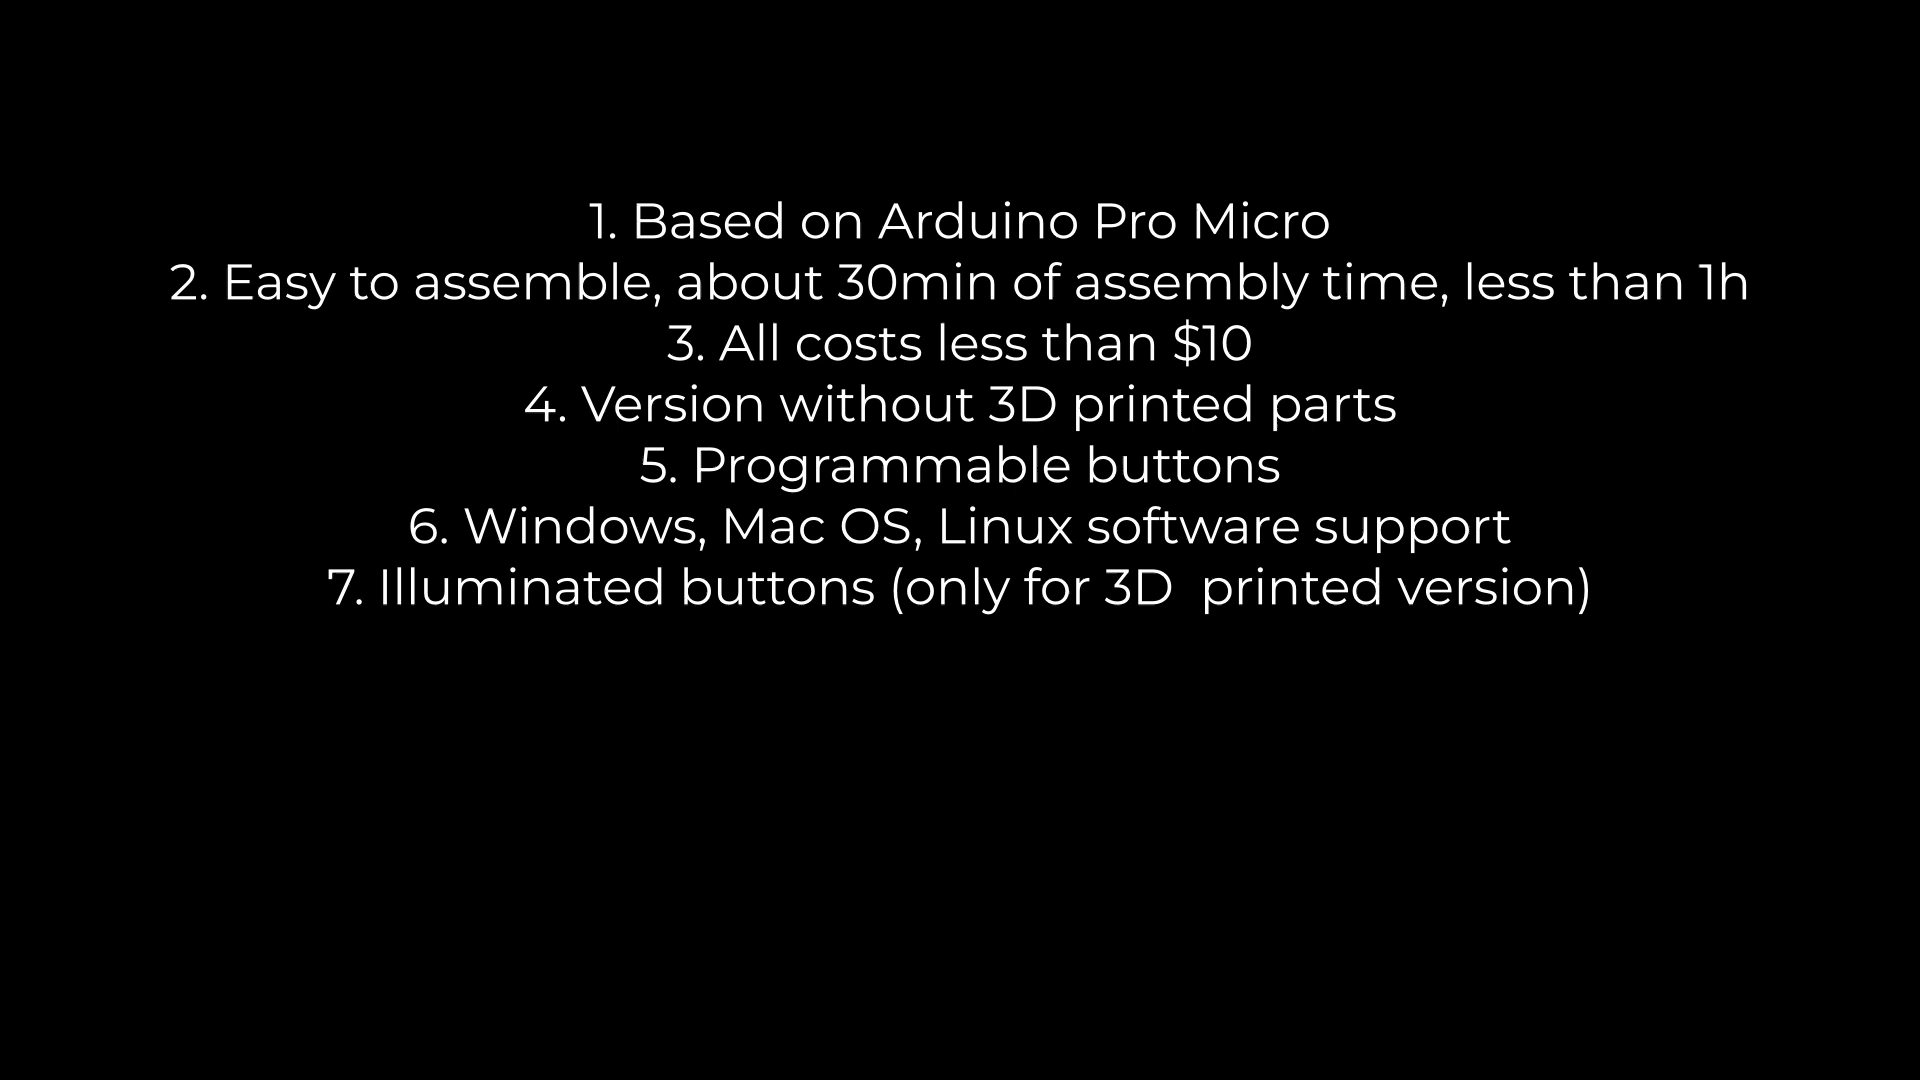 1. Based on Arduino Pro Micro
2. Easy to assemble, about 30min of assembly time, less than 1h
3. All costs less than $10
4. Version without 3D printed parts
5. Programmable buttons
6. Windows, Mac OS, Linux software support
7. Illuminated buttons (only for 3D  printed version)